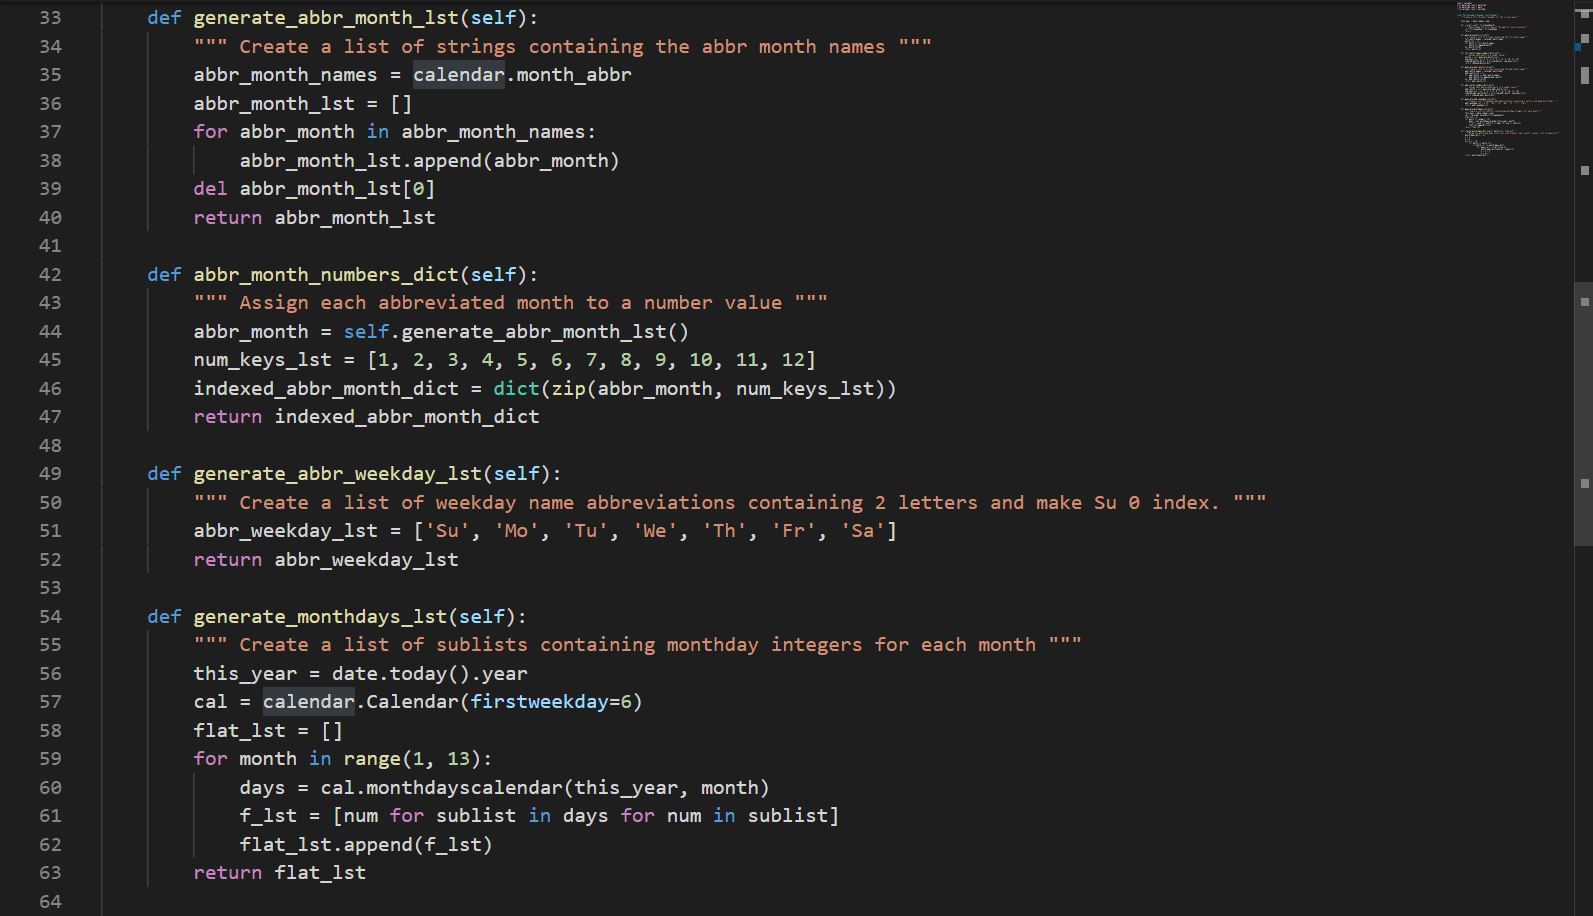 33 def generate_abbr_month_lst(self):
34 """ Create a list of strings containing the abbr month names """
35 abbr_month_names = calendar.month_abbr
36 abbr_month_lst = []
37 for abbr_month in abbr_month_names:
38 abbr_month_lst.append(abbr_month)
39 del abbr_month_lst[0]
40 return abbr_month_lst
41
42 def abbr_month_numbers_dict(self):
43 """ Assign each abbreviated month to a number value """
44 abbr_month = self.generate_abbr_month_lst()
45 num_keys_lst = [1, 2, 3, 4, 5, 6, 7, 8, 9, 10, 11, 12]
46 indexed_abbr_month_dict = dict(zip(abbr_month, num_keys_lst))
47 return indexed_abbr_month_dict
48
49 def generate_abbr_weekday_lst(self):
50 """ Create a list of weekday name abbreviations containing 2 letters and make Su 0 index. """
51 abbr_weekday_lst = ['Su', 'Mo', 'Tu', 'We', 'Th', 'Fr', 'Sa']
52 return abbr_weekday_lst
53
54 def generate_monthdays_lst(self):
55 """ Create a list of sublists containing monthday integers for each month """
56 this_year = date.today().year
57 cal = calendar.Calendar(firstweekday=6)
58 flat_lst = []
59 for month in range(1, 13):
60 days = cal.monthdayscalendar(this_year, month)
61 f_lst = [num for sublist in days for num in sublist]
62 flat_lst.append(f_lst)
63 return flat_lst
64